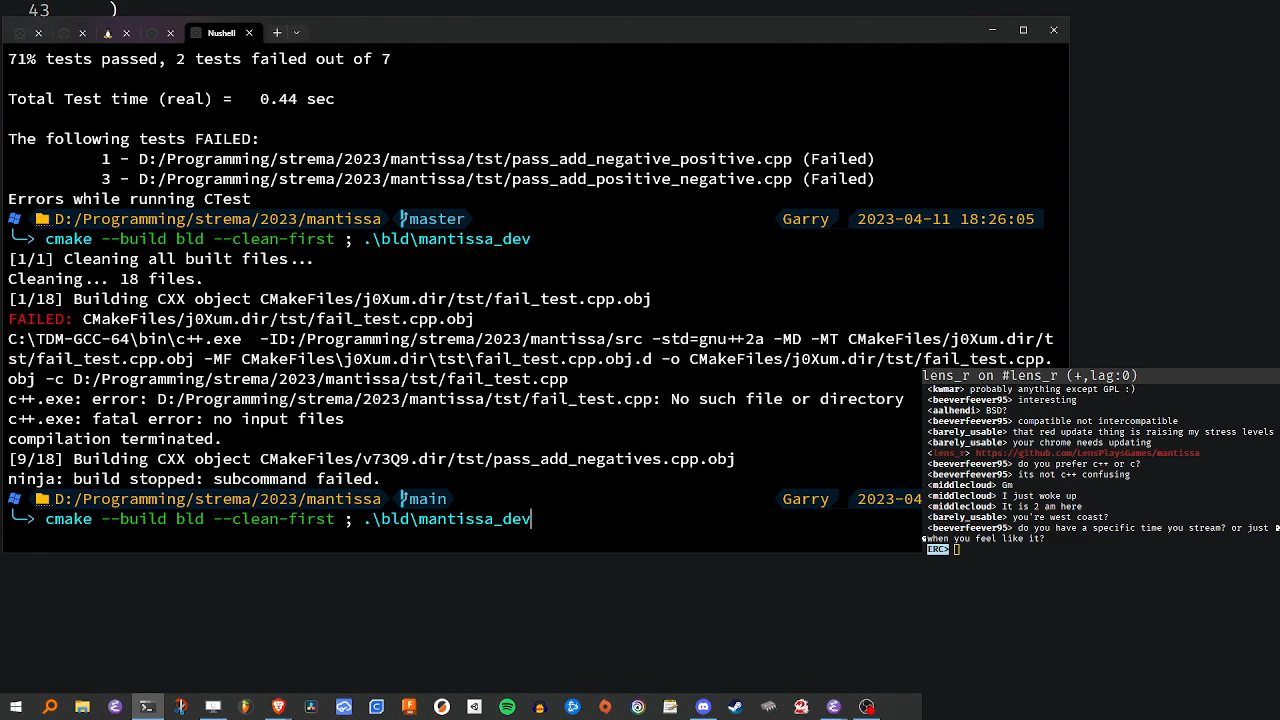 43 )
Nushell
71% tests passed, 2 tests failed out of 7
Total Test time (real) = 0.44 sec
The following tests FAILED:
1 - D:/Programming/strema/2023/mantissa/tst/pass_add_negative_positive.cpp (Failed)
3 - D:/Programming/strema/2023/mantissa/tst/pass_add_positive_negative.cpp (Failed)
Errors while running CTest
D:/Programming/strema/2023/mantissa master Garry 2023-04-11 18:26:05
cmake --build bld --clean-first ; .\bld\mantissa_dev
[1/1] Cleaning all built files...
Cleaning... 18 files.
[1/18] Building CXX object CMakeFiles/j0Xum.dir/tst/fail_test.cpp.obj
FAILED: CMakeFiles/j0Xum.dir/tst/fail_test.cpp.obj
C:\TDM-GCC-64\bin\c++.exe -ID:/Programming/strema/2023/mantissa/src -std=gnu++2a -MD -MT CMakeFiles/j0Xum.dir/t
st/fail_test.cpp.obj -MF CMakeFiles\j0Xum.dir\tst\fail_test.cpp.obj.d -o CMakeFiles/j0Xum.dir/tst/fail_test.cpp.
obj -c D:/Programming/strema/2023/mantissa/tst/fail_test.cpp
c++.exe: error: D:/Programming/strema/2023/mantissa/tst/fail_test.cpp: No such file or directory
c++.exe: fatal error: no input files
compilation terminated.
[9/18] Building CXX object CMakeFiles/v73Q9.dir/tst/pass_add_negatives.cpp.obj
ninja: build stopped: subcommand failed.
D:/Programming/strema/2023/mantissa main Garry 2023-04
cmake --build bld --clean-first ; .\bld\mantissa_dev
lens_r on #lens_r (+,lag:0)
<kwmar> probably anything except GPL :)
<beeverfeever95> interesting
<aalhendi> BSD?
<beeverfeever95> compatible not intercompatible
<barely_usable> that red update thing is raising my stress levels
<barely_usable> your chrome needs updating
<lens_r> https://github.com/LensPlaysGames/mantissa
<beeverfeever95> do you prefer c++ or c?
<beeverfeever95> its not c++ confusing
<middlecloud> Gm
<middlecloud> I just woke up
<middlecloud> It is 2 am here
<barely_usable> you're west coast?
<beeverfeever95> do you have a specific time you stream? or just
when you feel like it?
ERC>